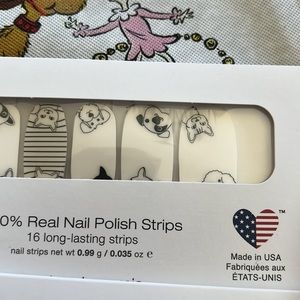 0% Real Nail Polish Strips
16 long-lasting strips
nail strips net wt 0.99 g / 0.035 oz e
Made in USA
Fabriquées aux
ÉTATS-UNIS